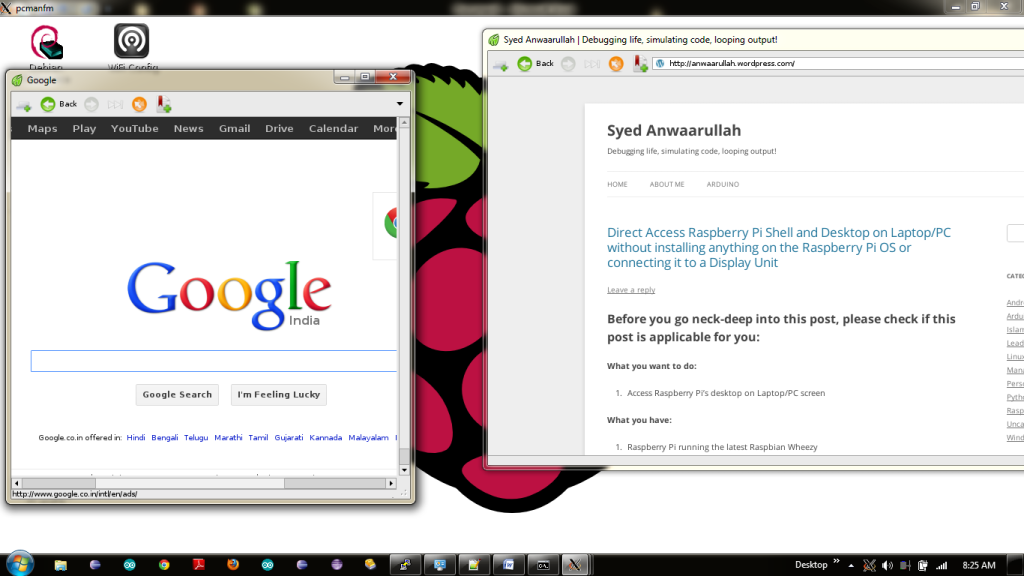 pcmanfm
Debian
WiFi Config
Google
Back
Maps Play YouTube News Gmail Drive Calendar More
Google
India
Google Search I'm Feeling Lucky
Google.co.in offered in: Hindi Bengali Telugu Marathi Tamil Gujarati Kannada Malayalam
http://www.google.co.in/intl/en/ads/
Syed Anwaarullah | Debugging life, simulating code, looping output!
Back http://anwaarullah.wordpress.com/
Syed Anwaarullah
Debugging life, simulating code, looping output!
HOME ABOUT ME ARDUINO
Direct Access Raspberry Pi Shell and Desktop on Laptop/PC
without installing anything on the Raspberry Pi OS or
connecting it to a Display Unit
Leave a reply
Before you go neck-deep into this post, please check if this
post is applicable for you:
What you want to do:
1. Access Raspberry Pi's desktop on Laptop/PC screen
What you have:
1. Raspberry Pi running the latest Raspbian Wheezy
CATE
Andr
Ardu
Islam
Lead
Linux
Mana
Perso
Pytho
Rasp
Unca
Wind
Desktop
8:25 AM